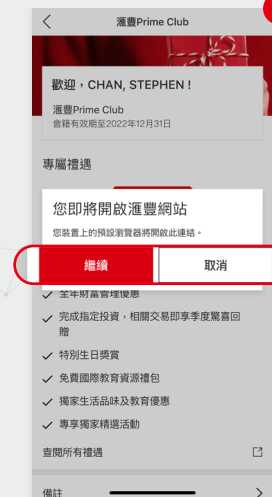 滙豐Prime Club
歡迎，CHAN, STEPHEN！
滙豐Prime Club
會籍有效期至2022年12月31日
專屬禮遇
您即將開啟滙豐網站
您裝置上的預設瀏覽器將開啟此連結。
繼續 取消
全年財富管理優惠
完成指定投資，相關交易即享季度驚喜回
贈
特別生日獎賞
免費國際教育資源禮包
獨家生活品味及教育優惠
專享獨家精選活動
查閱所有禮遇
備註